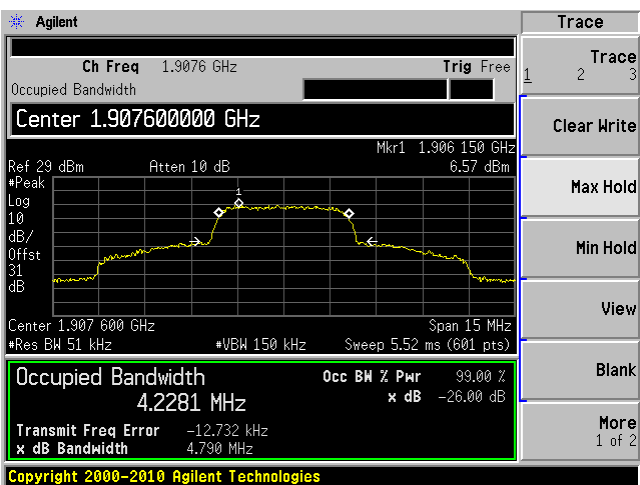 Agilent
Trace
Ch Freq 1.9076 GHz Trig Free
Occupied Bandwidth
Center 1.907600000 GHz
Mkr1 1.906 150 GHz
Ref 29 dBm Atten 10 dB 6.57 dBm
#Peak
Log
10
dB/
Offst
31
dB
1
Center 1.907 600 GHz Span 15 MHz
#Res BW 51 kHz #VBW 150 kHz Sweep 5.52 ms (601 pts)
Occupied Bandwidth
4.2281 MHz
Occ BW % Pwr 99.00 %
x dB -26.00 dB
Transmit Freq Error -12.732 kHz
x dB Bandwidth 4.790 MHz
Trace
1 2 3
Clear Write
Max Hold
Min Hold
View
Blank
More
1 of 2
Copyright 2000-2010 Agilent Technologies